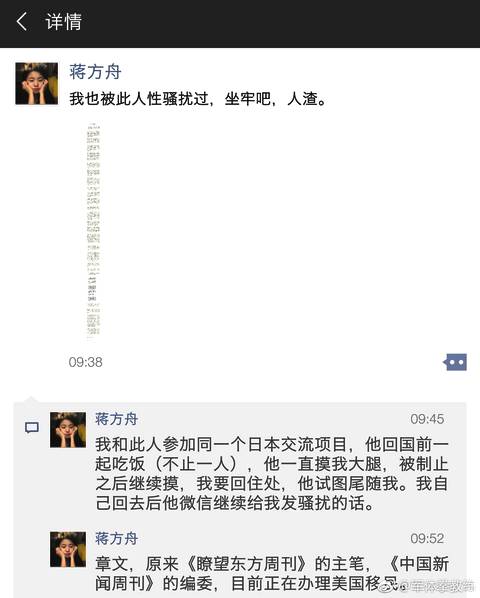 详情
蒋方舟
我也被此人性骚扰过，坐牢吧，人渣。
09:38
蒋方舟
09:45
我和此人参加同一个日本交流项目，他回国前一
起吃饭（不止一人），他一直摸我大腿，被制止
之后继续摸，我要回住处，他试图尾随我。我自
己回去后他微信继续给我发骚扰的话。
蒋方舟
09:52
章文，原来《瞭望东方周刊》的主笔，《中国新
闻周刊》的编委，目前正在办理美国移民。